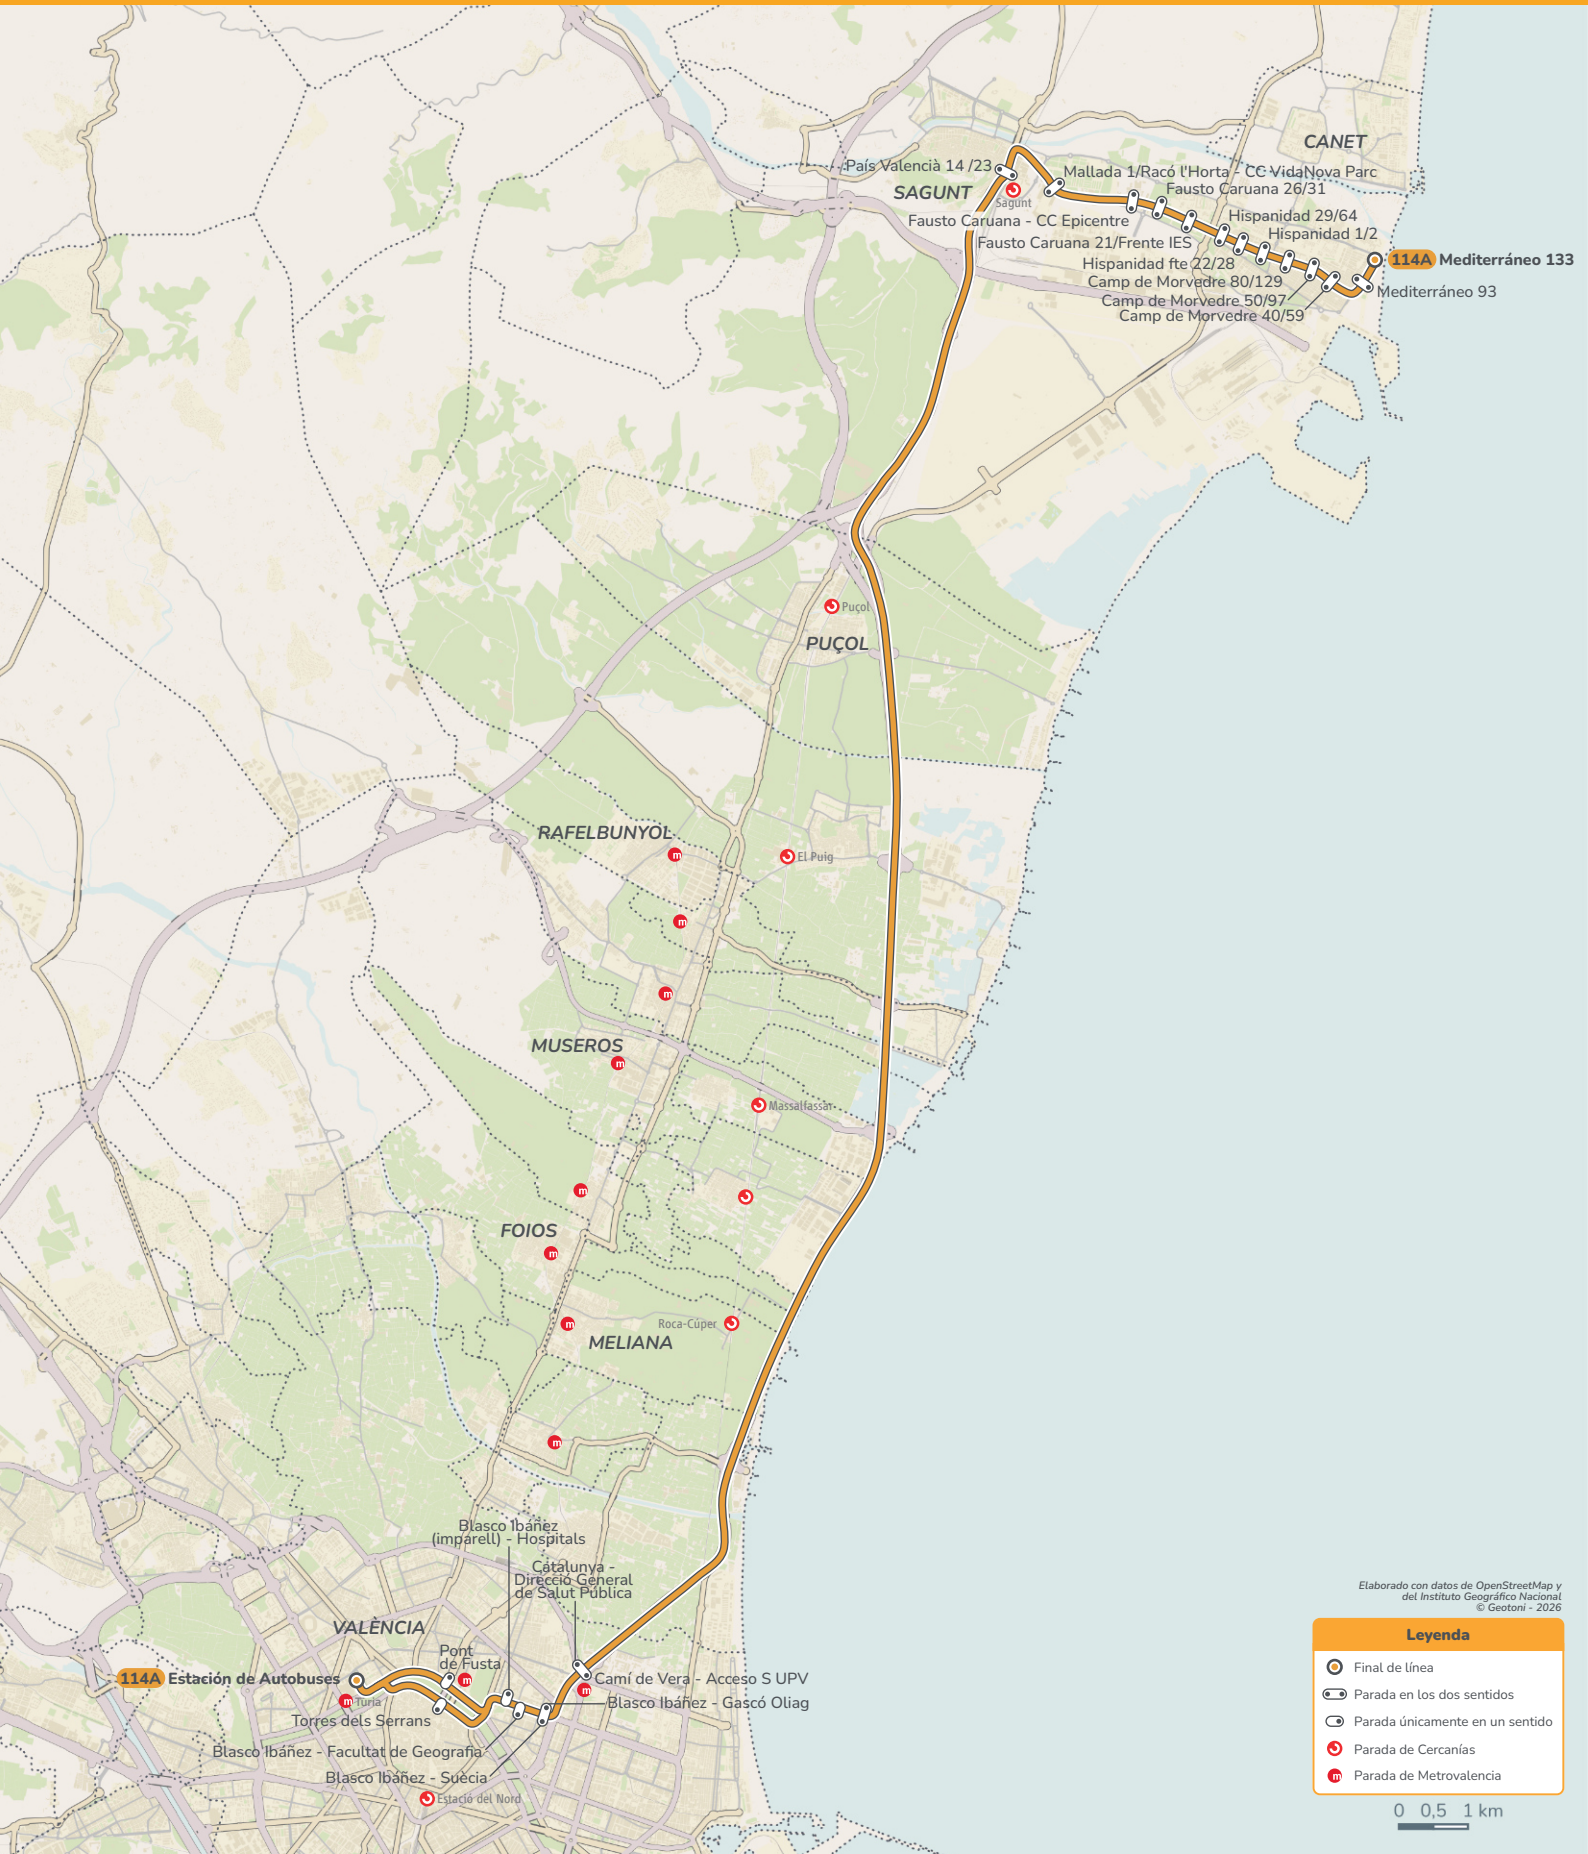 CANET
País Valencià 14 /23
Mallada 1/Racó l'Horta - CC VidaNova Parc
SAGUNT
Fausto Caruana 26/31
Sagunt
Hispanidad 29/64
Fausto Caruana - CC Epicentre
Hispanidad 1/2
Fausto Caruana 21/Frente IES
114A Mediterráneo 133
Hispanidad fte 22/28
Camp de Morvedre 80/129
Mediterráneo 93
Camp de Morvedre 50/97
Camp de Morvedre 40/59
Puçol
PUÇOL
RAFELBUNYOL
m
El Puig
m
m
MUSEROS
m
Massalfassar
m
FOIOS
m
m
Roca-Cúper
MELIANA
m
Blasco Ibáñez
(imparell) - Hospitals
Catalunya -
Direcció General
de Salut Pública
VALÈNCIA
Pont
de Fusta
m
114A Estación de Autobuses
Camí de Vera - Acceso S UPV
m
m Turia
Blasco Ibáñez - Gascó Oliag
Torres dels Serrans
Blasco Ibáñez - Facultat de Geografia
Blasco Ibáñez - Suècia
Estació del Nord
Elaborado con datos de OpenStreetMap y
del Instituto Geográfico Nacional
© Geotoni - 2026
Leyenda
Final de línea
Parada en los dos sentidos
Parada únicamente en un sentido
Parada de Cercanías
m Parada de Metrovalencia
0 0,5 1 km